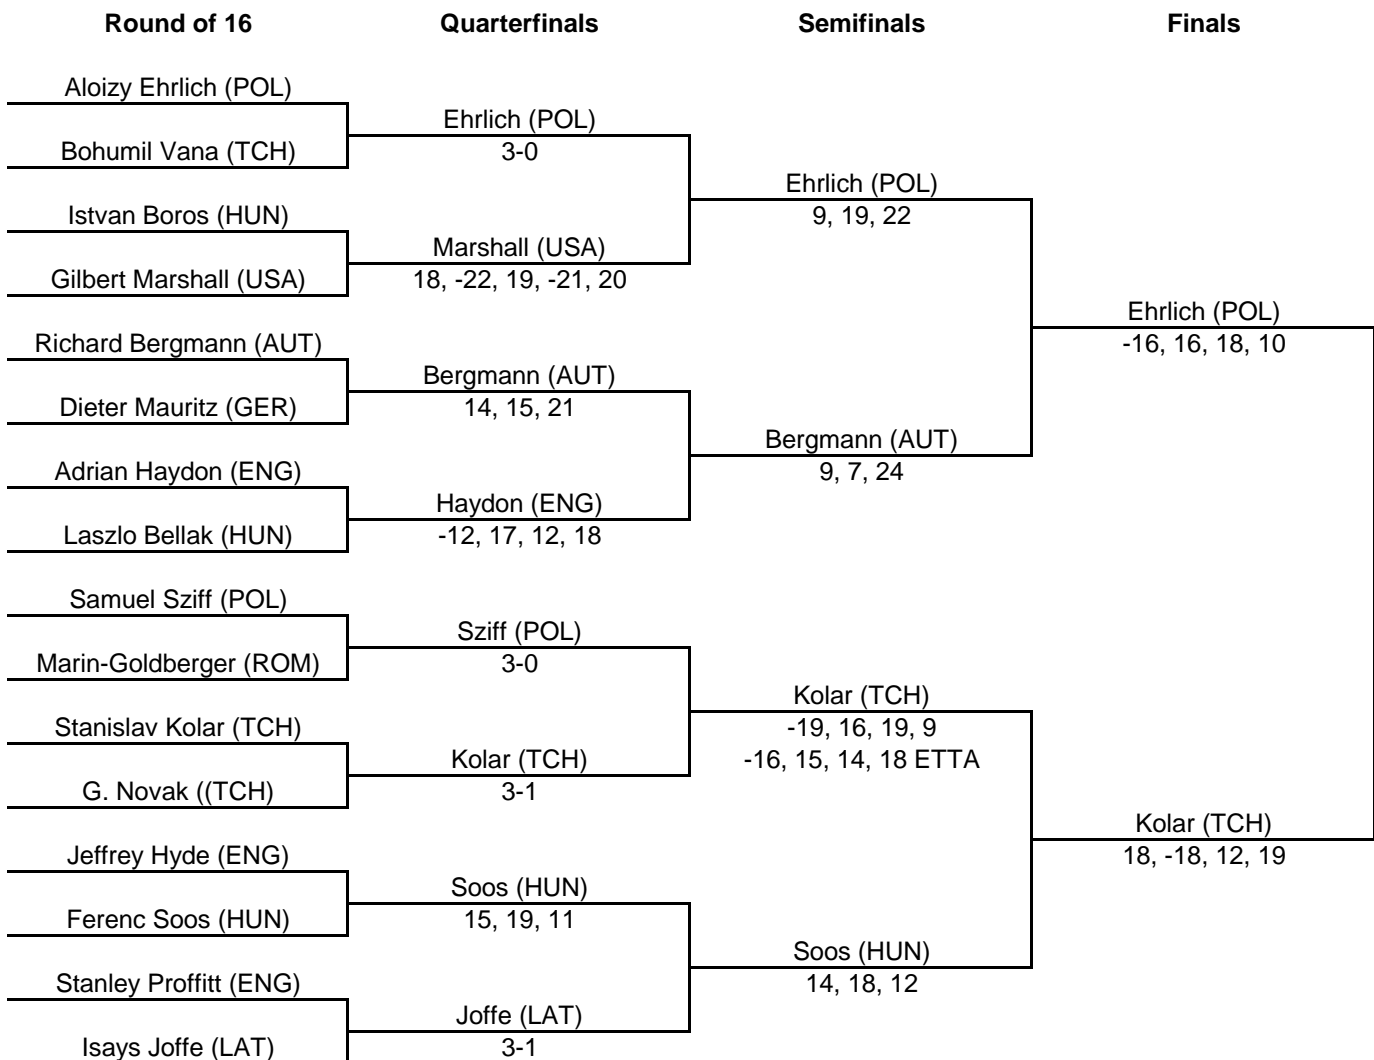 Round of 16
Quarterfinals
Semifinals
Finals
Aloizy Ehrlich (POL)
Ehrlich (POL)
Bohumil Vana (TCH)
3-0
Ehrlich (POL)
Istvan Boros (HUN)
9, 19, 22
Marshall (USA)
Gilbert Marshall (USA)
18, -22, 19, -21, 20
Ehrlich (POL)
Richard Bergmann (AUT)
-16, 16, 18, 10
Bergmann (AUT)
Dieter Mauritz (GER)
14, 15, 21
Bergmann (AUT)
Adrian Haydon (ENG)
9, 7, 24
Haydon (ENG)
Laszlo Bellak (HUN)
-12, 17, 12, 18
Samuel Sziff (POL)
Sziff (POL)
Marin-Goldberger (ROM)
3-0
Kolar (TCH)
Stanislav Kolar (TCH)
-19, 16, 19, 9
Kolar (TCH)
-16, 15, 14, 18 ETTA
G. Novak ((TCH)
3-1
Kolar (TCH)
Jeffrey Hyde (ENG)
18, -18, 12, 19
Soos (HUN)
Ferenc Soos (HUN)
15, 19, 11
Soos (HUN)
Stanley Proffitt (ENG)
14, 18, 12
Joffe (LAT)
Isays Joffe (LAT)
3-1